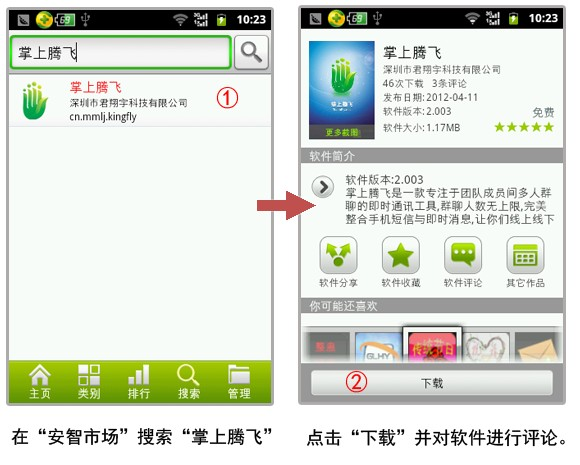 69 10:23
掌上腾飞
掌上腾飞
深圳市君翔宇科技有限公司
cn.mmlj.kingfly
①
主页 类别 排行 搜索 管理
在“安智市场”搜索“掌上腾飞”
69 10:23
掌上腾飞
深圳市君翔宇科技有限公司
46次下载 3条评论
发布日期:2012-04-11
软件版本:2.003 免费
软件大小:1.17MB
掌上腾飞
更多截图
软件简介
软件版本:2.003
掌上腾飞是一款专注于团队成员间多人群
聊的即时通讯工具,群聊人数无上限,完美
整合手机短信与即时消息,让你们线上线下
软件分享 软件收藏 软件评论 其它作品
你可能还喜欢
GLHY
②
下载
点击“下载”并对软件进行评论。